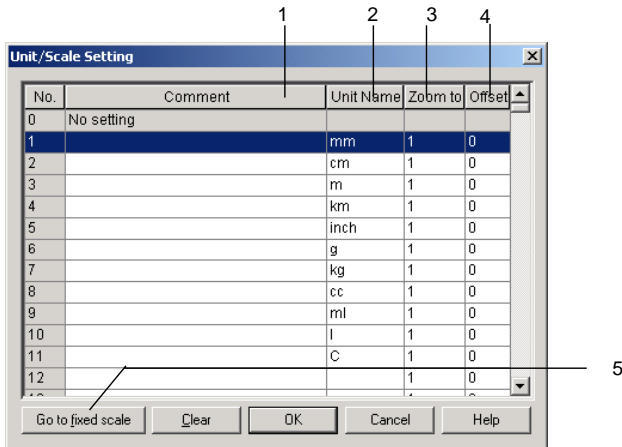 1 2 3 4
Unit/Scale Setting
No. Comment Unit Name Zoom to Offset
0 No setting
1 mm 1 0
2 cm 1 0
3 m 1 0
4 km 1 0
5 inch 1 0
6 g 1 0
7 kg 1 0
8 cc 1 0
9 ml 1 0
10 l 1 0
11 C 1 0
12 1 0
5
Go to fixed scale Clear OK Cancel Help